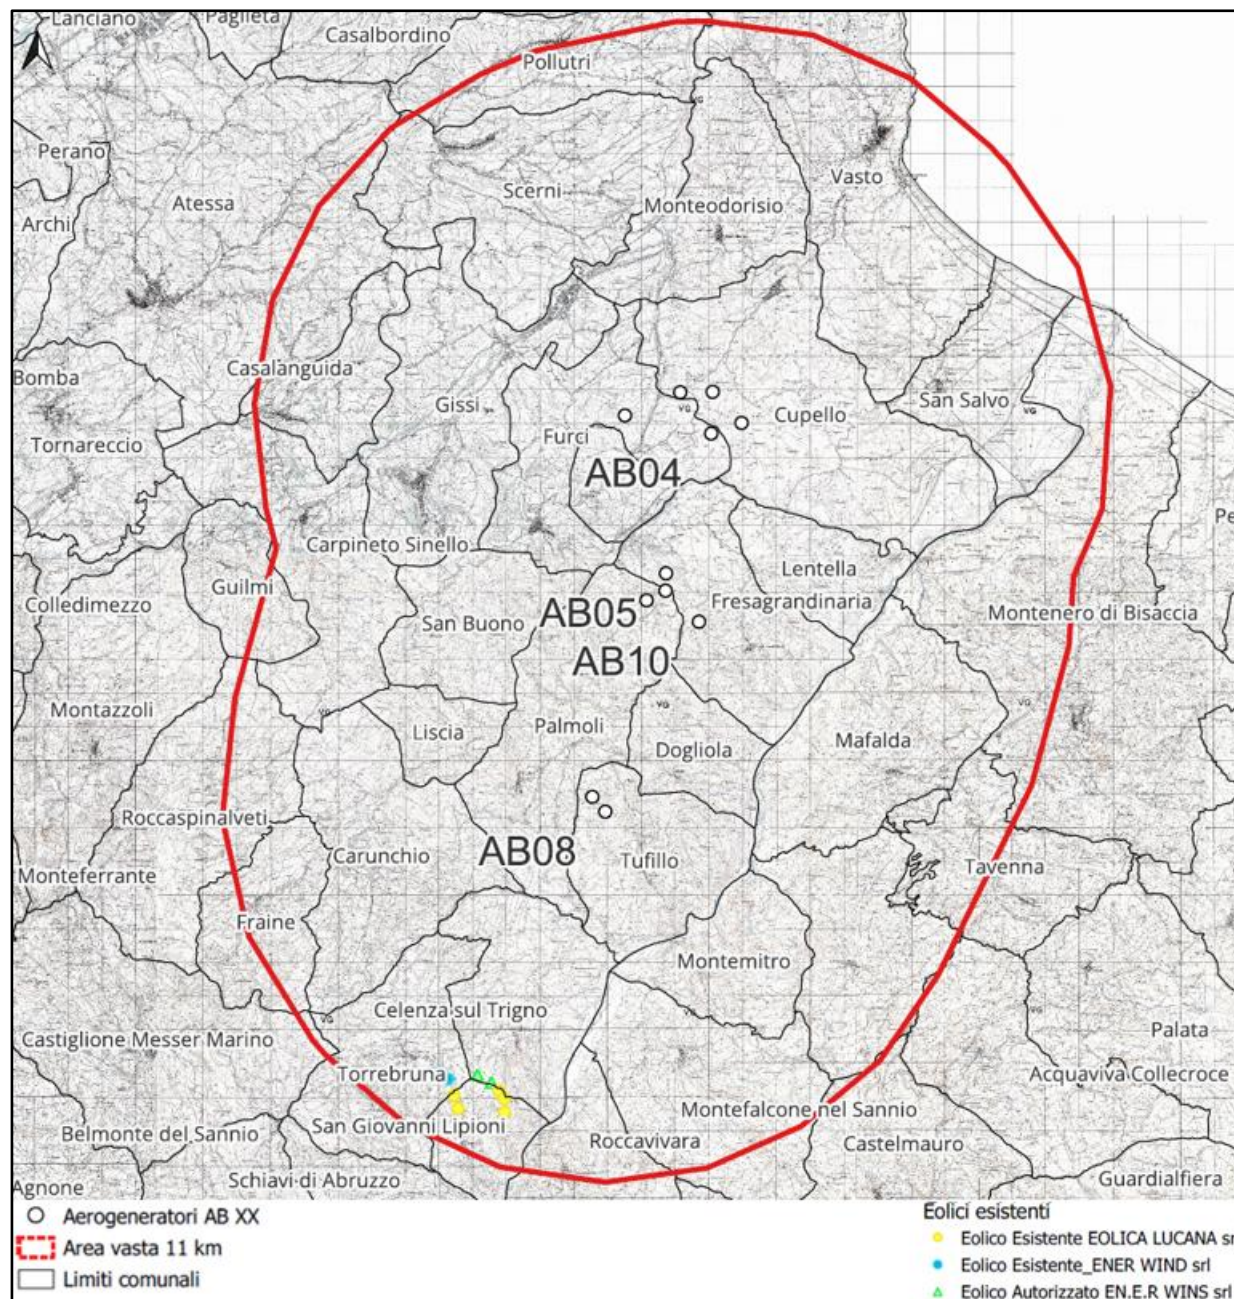 Lanciano
Paglieta
Casalbordino
Pollutri
Perano
Atessa
Archi
Scerni
Monteodorisio
Vasto
Bomba
Casalanguida
Gissi
Furci
Cupello
San Salvo
Tornareccio
AB04
Carpineto Sinello
Lentella
Guilmi
Colledimezzo
San Buono
AB05
Fresagrandinaria
Montenero di Bisaccia
AB10
Montazzoli
Liscia
Palmoli
Dogliola
Mafalda
Roccaspinalveti
Carunchio
AB08
Tufillo
Tavenna
Monteferrante
Fraine
Montemitro
Celenza sul Trigno
Castiglione Messer Marino
Palata
Torrebruna
Acquaviva Collecroce
San Giovanni Lipioni
Montefalcone nel Sannio
Belmonte del Sannio
Roccavivara
Castelmauro
Agnone
Schiavi di Abruzzo
Guardialfiera
Aerogeneratori AB XX
Area vasta 11 km
Limiti comunali
Eolici esistenti
Eolico Esistente EOLICA LUCANA sr
Eolico Esistente_ENER WIND srl
Eolico Autorizzato EN.E.R WINS srl